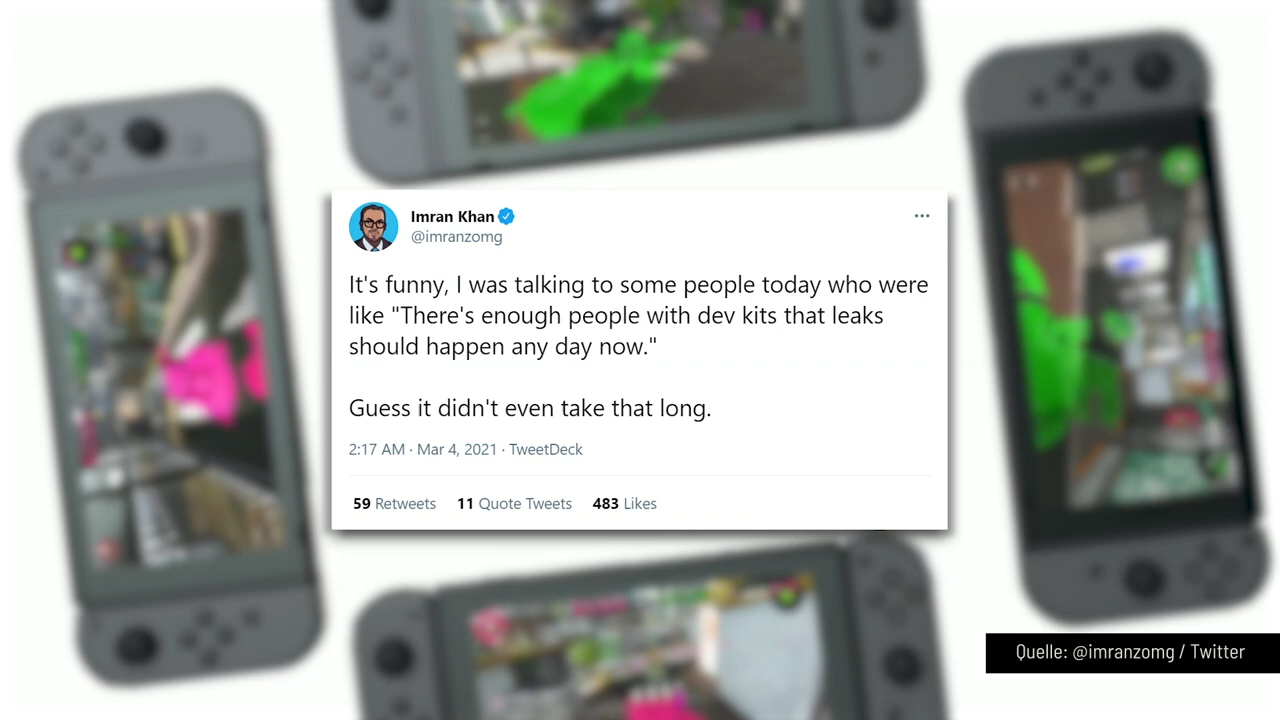 Imran Khan
@imranzomg
It's funny, I was talking to some people today who were
like "There's enough people with dev kits that leaks
should happen any day now."
Guess it didn't even take that long.
2:17 AM · Mar 4, 2021 · TweetDeck
59 Retweets 11 Quote Tweets 483 Likes
Quelle: @imranzomg / Twitter